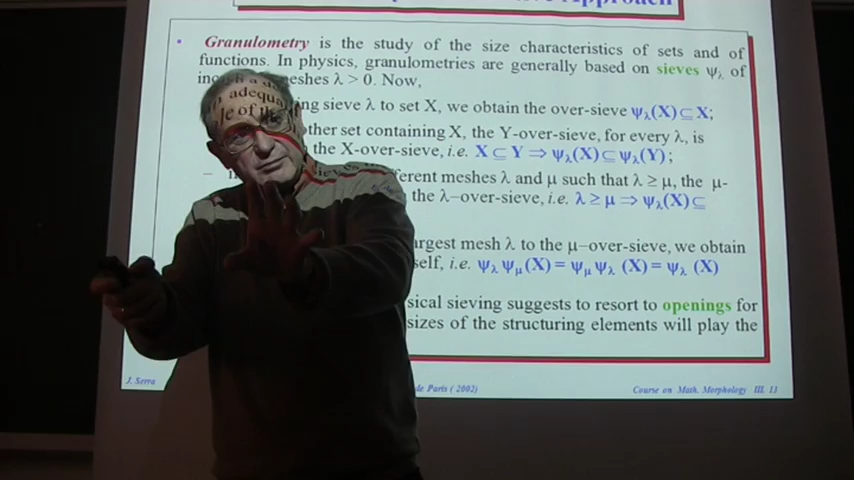 Approach
• Granulometry is the study of the size characteristics of sets and of
functions. In physics, granulometries are generally based on sieves ψλ of
meshes λ > 0. Now,
ing sieve λ to set X, we obtain the over-sieve ψλ(X) ⊆ X;
ther set containing X, the Y-over-sieve, for every λ, is
the X-over-sieve, i.e. X ⊆ Y ⇒ ψλ(X) ⊆ ψλ(Y) ;
– ferent meshes λ and μ such that λ ≥ μ, the μ-
the λ–over-sieve, i.e. λ ≥ μ ⇒ ψλ(X) ⊆
argest mesh λ to the μ–over-sieve, we obtain
self, i.e. ψλ ψμ (X) = ψμ ψλ (X) = ψλ (X)
sical sieving suggests to resort to openings for
sizes of the structuring elements will play the
J. Serra de Paris ( 2002) Course on Math. Morphology III. 11